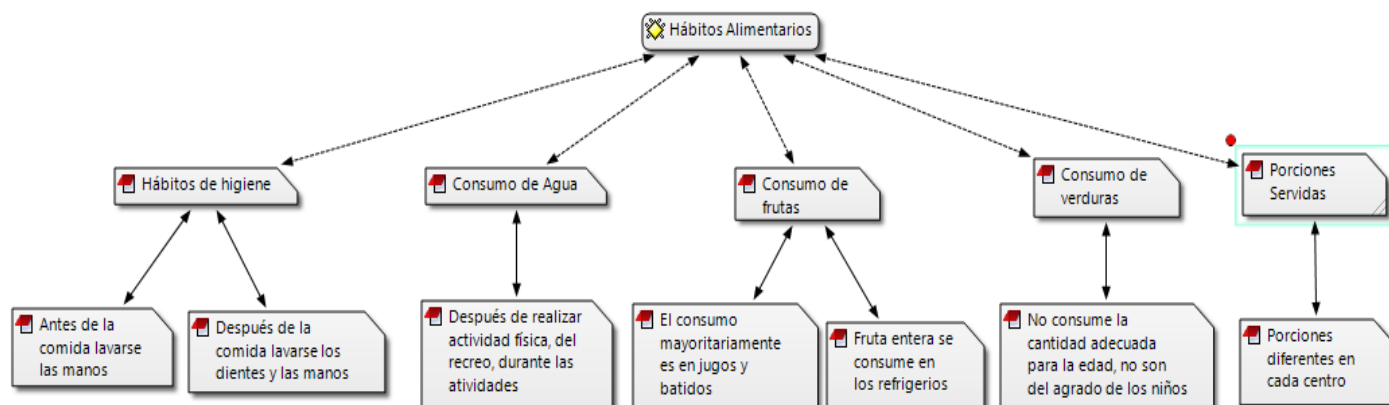 Hábitos Alimentarios
Hábitos de higiene
Consumo de Agua
Consumo de
frutas
Consumo de
verduras
Porciones
Servidas
Antes de la
comida lavarse
las manos
Después de la
comida lavarse los
dientes y las manos
Después de realizar
actividad física, del
recreo, durante las
atividades
El consumo
mayoritariamente
es en jugos y
batidos
Fruta entera se
consume en
los refrigerios
No consume la
cantidad adecuada
para la edad, no son
del agrado de los niños
Porciones
diferentes en
cada centro